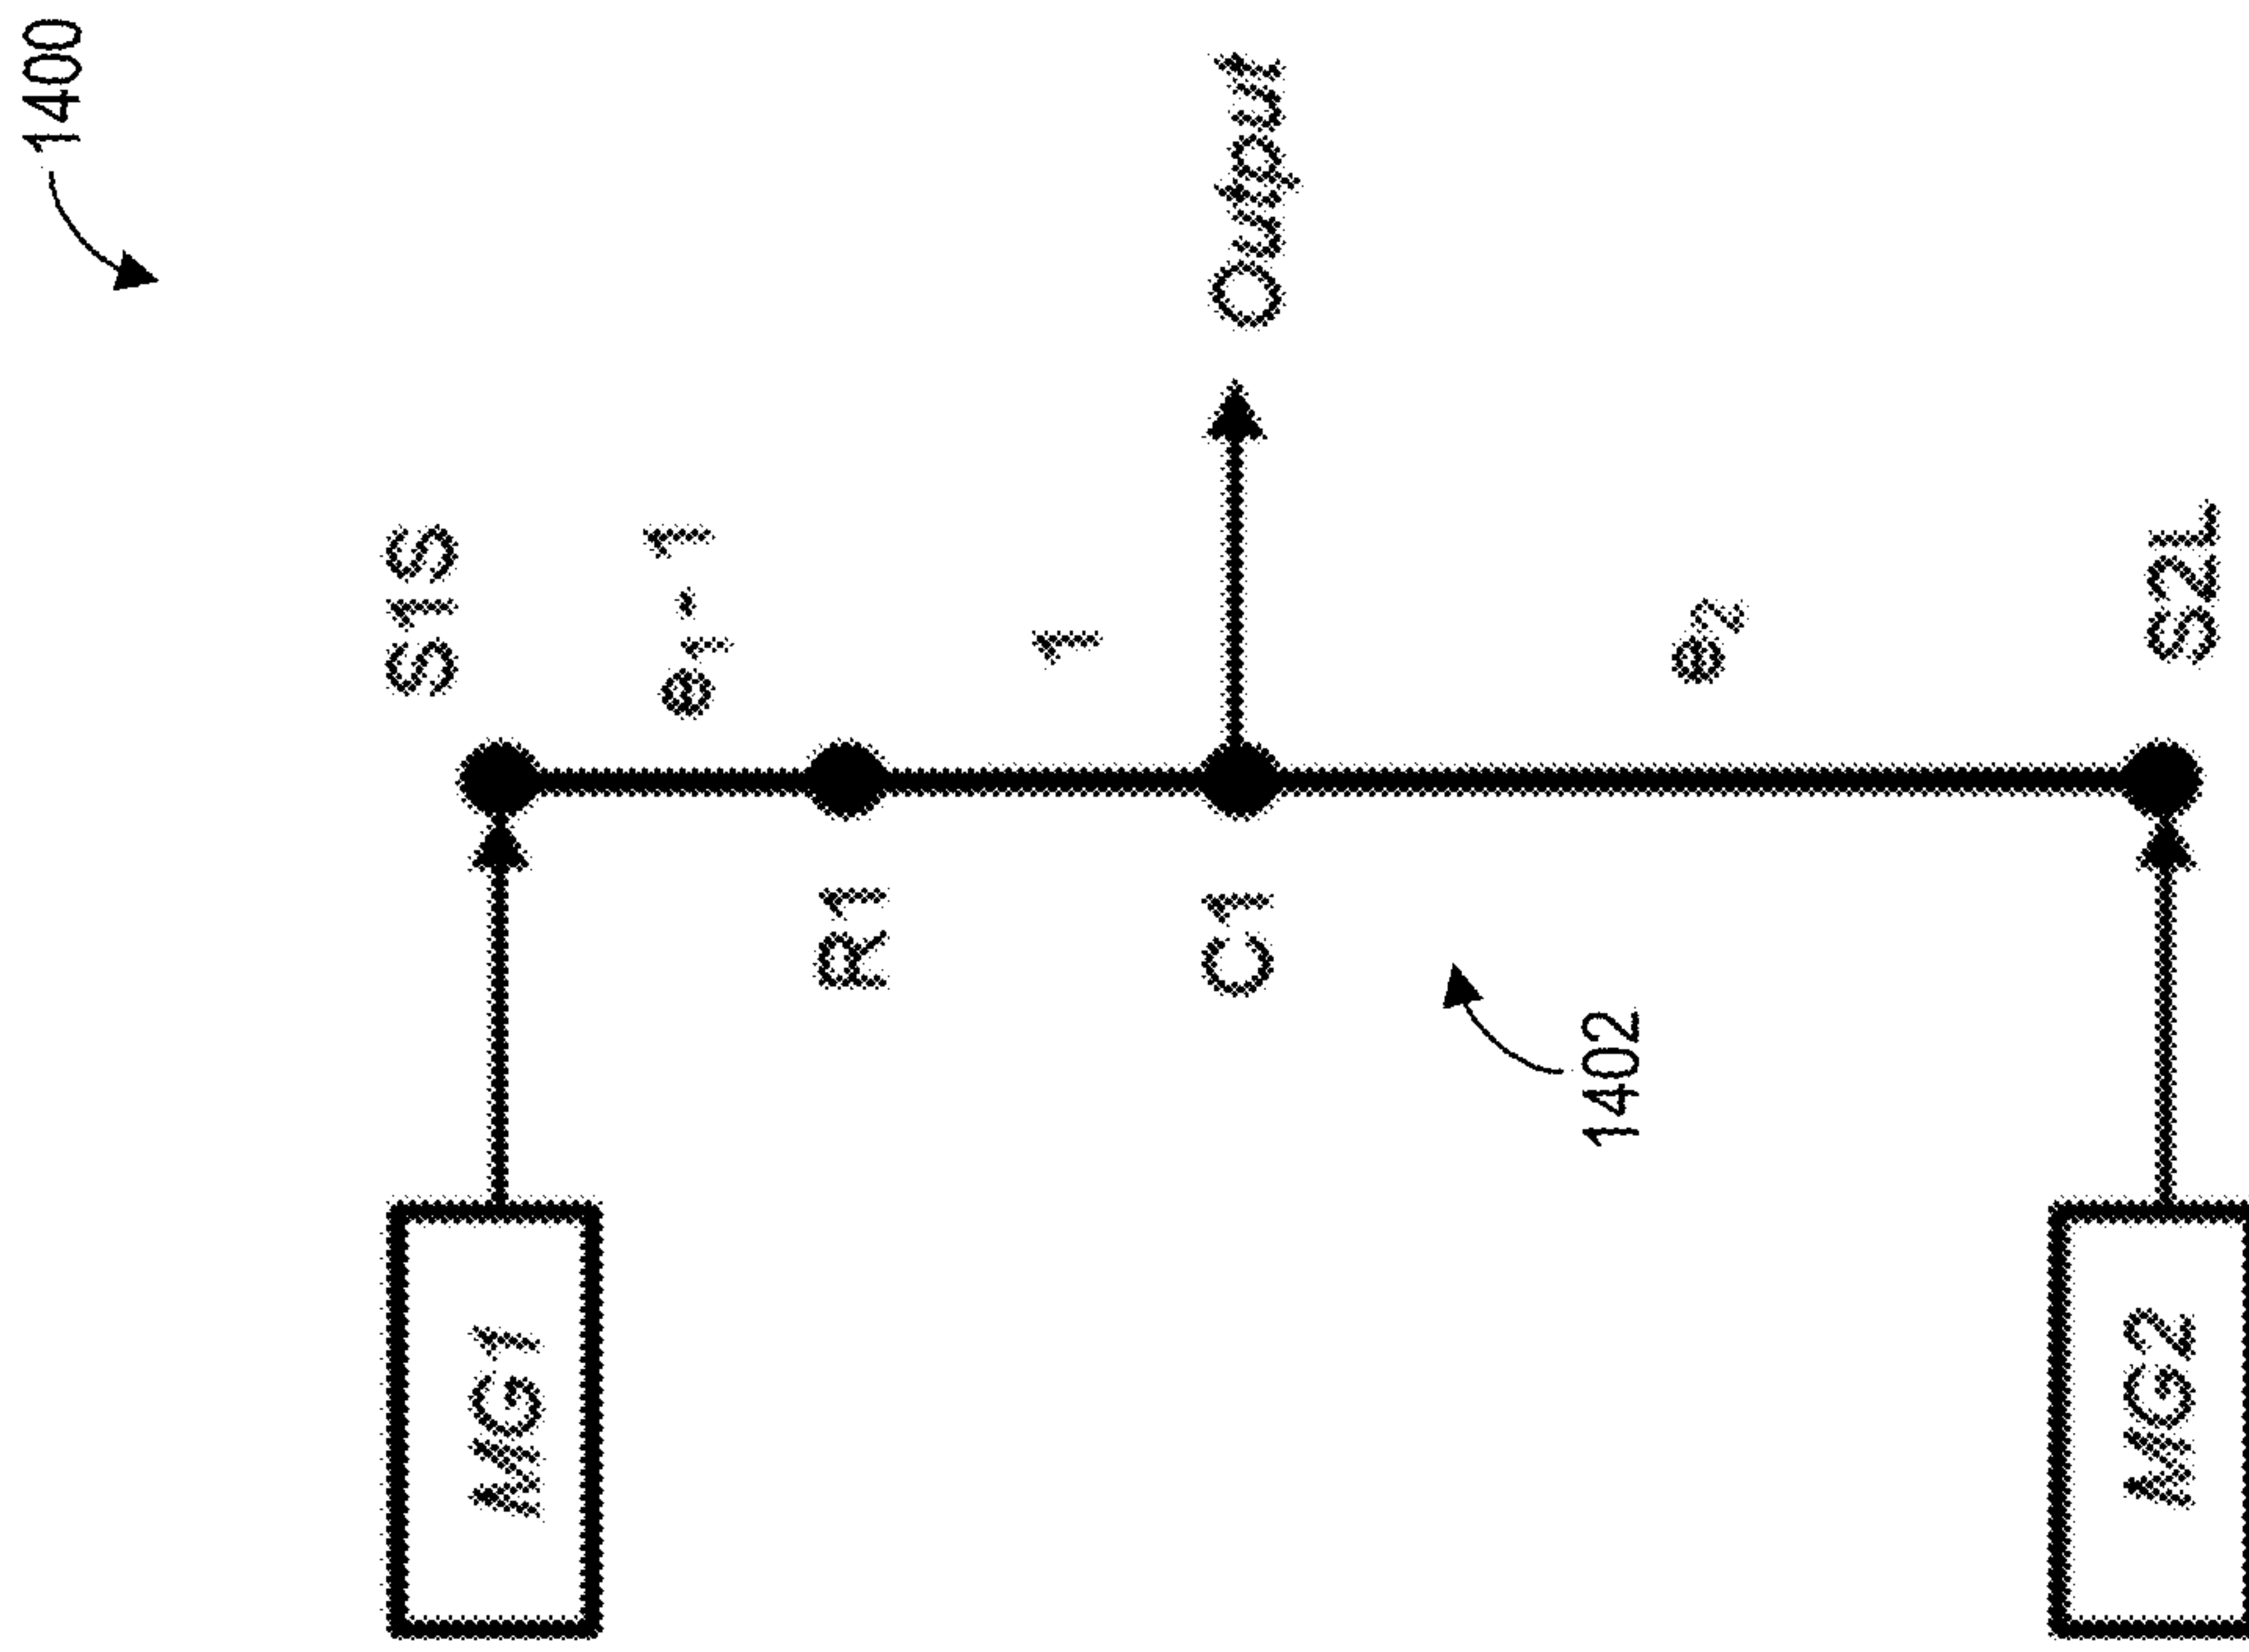 1400
S1S
MG1
e₁ - 1
R1
1
C1
Output
1402
e₂
S2L
MG2